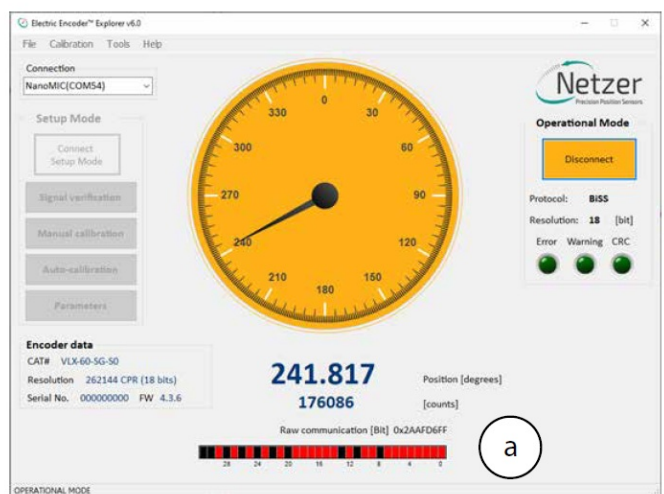 Electric Encoder™ Explorer v6.0
File Calibration Tools Help
Connection
NanoMIC(COM54)
Setup Mode
Connect
Setup Mode
Signal verification
Manual calibration
Auto-calibration
Parameters
0
30
60
90
120
150
180
210
240
270
300
330
Netzer
Precision Position Sensors
Operational Mode
Disconnect
Protocol: BiSS
Resolution: 18 [bit]
Error Warning CRC
Encoder data
CAT# VLX-60-SG-S0
Resolution 262144 CPR (18 bits)
Serial No. 000000000 FW 4.3.6
241.817 Position [degrees]
176086 [counts]
Raw communication [Bit] 0x2AAFD6FF
28 24 20 16 12 8 4 0
a
OPERATIONAL MODE